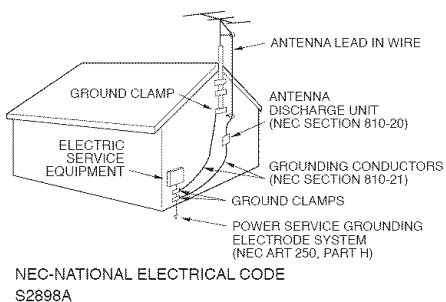 ANTENNA LEAD IN WIRE
GROUND CLAMP
ANTENNA
DISCHARGE UNIT
(NEC SECTION 810-20)
ELECTRIC
SERVICE
EQUIPMENT
GROUNDING CONDUCTORS
(NEC SECTION 810-21)
GROUND CLAMPS
POWER SERVICE GROUNDING
ELECTRODE SYSTEM
(NEC ART 250, PART H)
NEC-NATIONAL ELECTRICAL CODE
S2898A